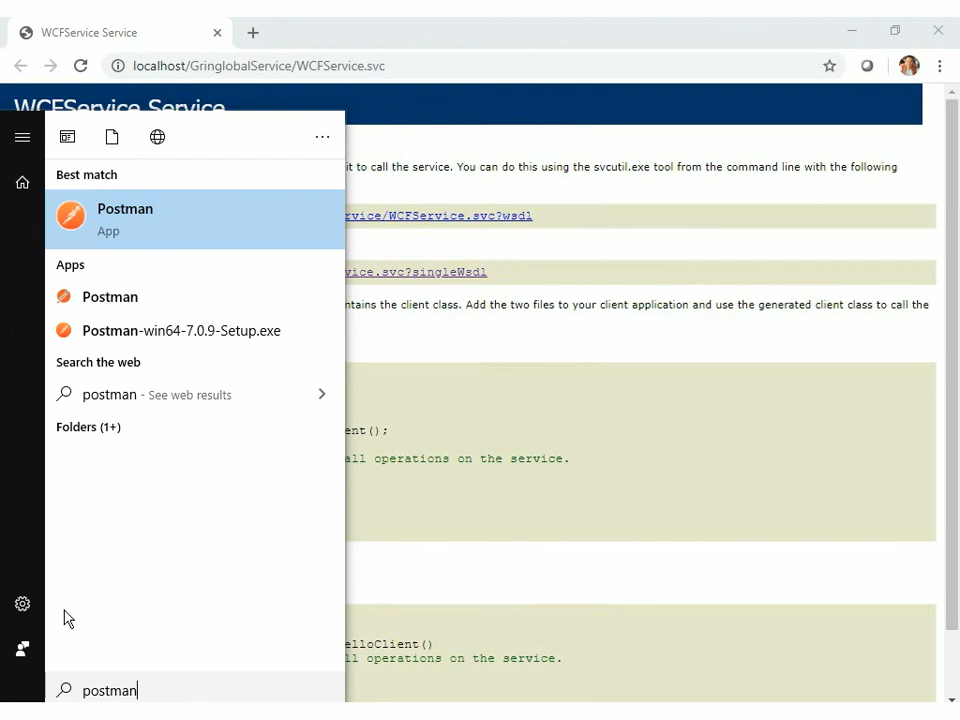 WCFService Service
localhost/GringlobalService/WCFService.svc
WCFService Service
it to call the service. You can do this using the svcutil.exe tool from the command line with the following
rvice/WCFService.svc?wsdl
vice.svc?singleWsdl
ntains the client class. Add the two files to your client application and use the generated client class to call the
ent();
all operations on the service.
elloClient()
ll operations on the service.
Best match
Postman
App
Apps
Postman
Postman-win64-7.0.9-Setup.exe
Search the web
postman - See web results
Folders (1+)
postman